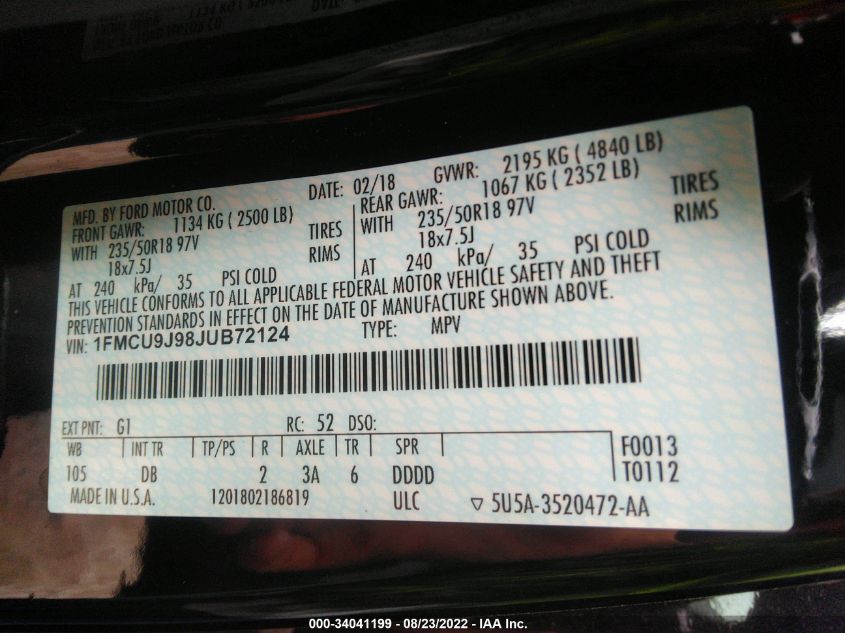 MFD. BY FORD MOTOR CO. DATE: 02/18 GVWR: 2195 KG ( 4840 LB)
FRONT GAWR: 1134 KG ( 2500 LB) REAR GAWR: 1067 KG ( 2352 LB)
WITH 235/50R18 97V TIRES WITH 235/50R18 97V TIRES
18x7.5J RIMS 18x7.5J RIMS
AT 240 kPa/ 35 PSI COLD AT 240 kPa/ 35 PSI COLD
THIS VEHICLE CONFORMS TO ALL APPLICABLE FEDERAL MOTOR VEHICLE SAFETY AND THEFT
PREVENTION STANDARDS IN EFFECT ON THE DATE OF MANUFACTURE SHOWN ABOVE.
VIN: 1FMCU9J98JUB72124 TYPE: MPV
EXT PNT: G1 RC: 52 DSO:
WB INT TR TP/PS R AXLE TR SPR F0013
105 DB 2 3A 6 DDDD T0112
MADE IN U.S.A. 1201802186819 ULC ▽ 5U5A-3520472-AA
000-34041199 - 08/23/2022 - IAA Inc.